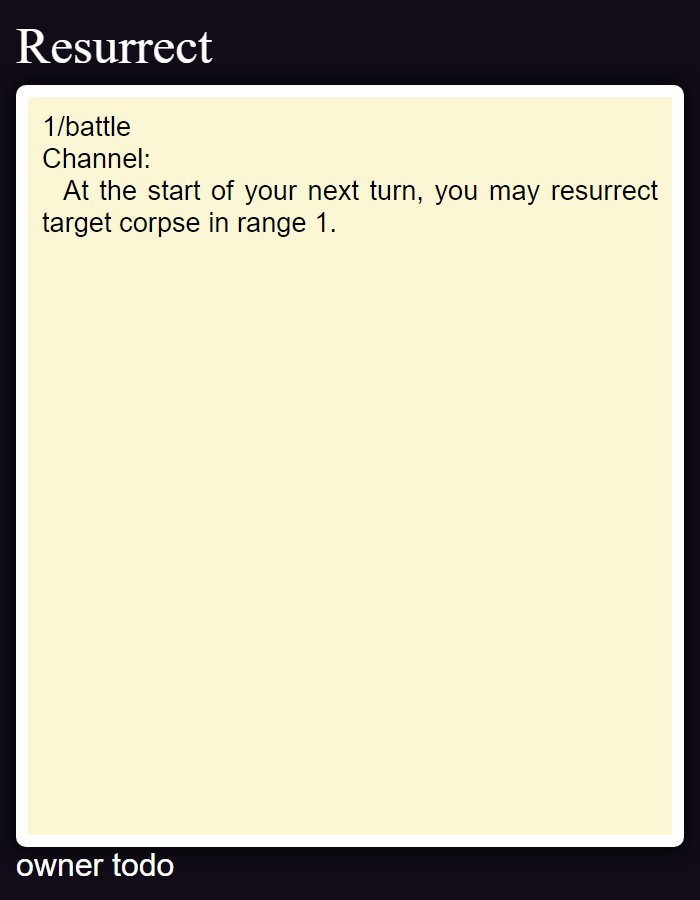 Resurrect
1/battle
Channel:
At the start of your next turn, you may resurrect
target corpse in range 1.
owner todo